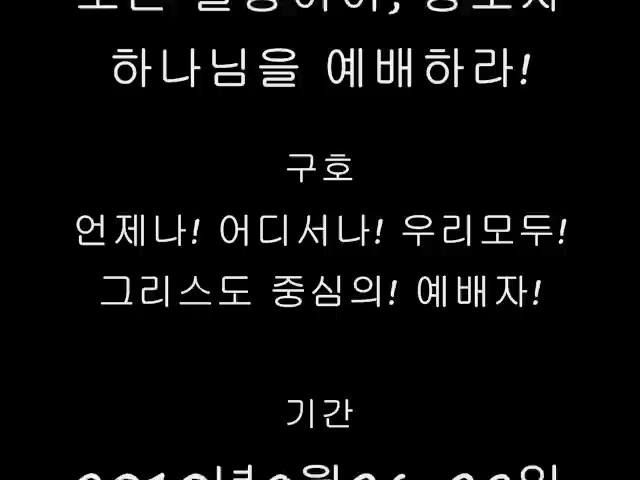 하나님을 예배하라!
구호
언제나! 어디서나! 우리모두!
그리스도 중심의! 예배자!
기간